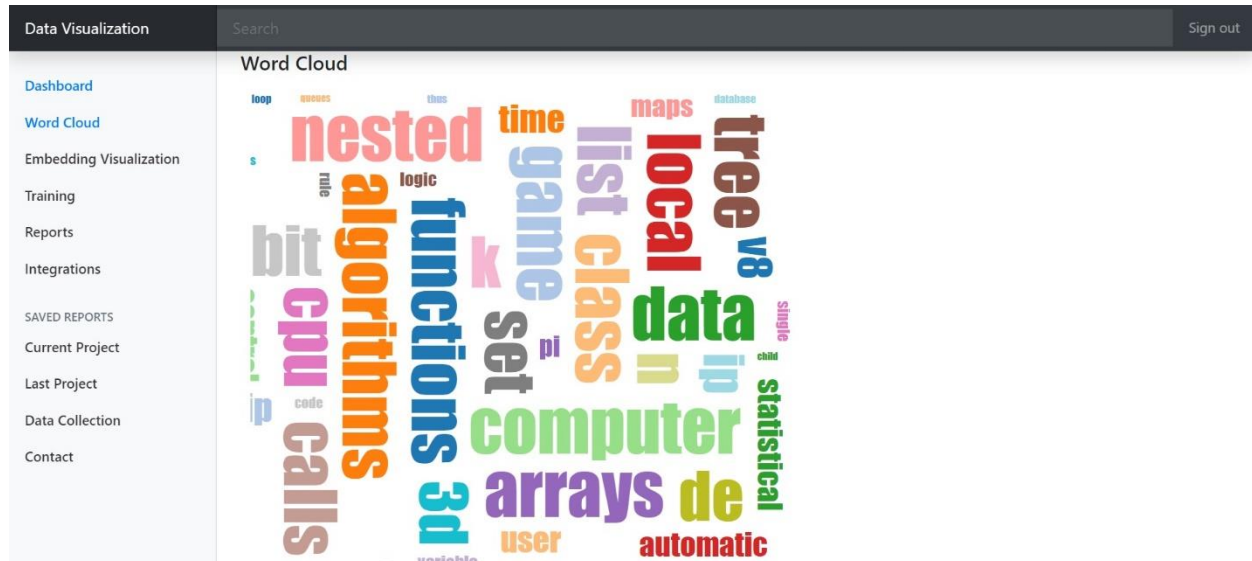 Data Visualization
Search
Sign out
Dashboard
Word Cloud
Embedding Visualization
Training
Reports
Integrations
SAVED REPORTS
Current Project
Last Project
Data Collection
Contact
Word Cloud
loop
queues
thus
database
nested
time
maps
list
local
tree
s
rule
logic
game
algorithms
functions
bit
k
class
v8
cpu
set
pi
data
single
n
ip
child
jp
code
computer
statistical
calls
3d
arrays
de
user
automatic
variable